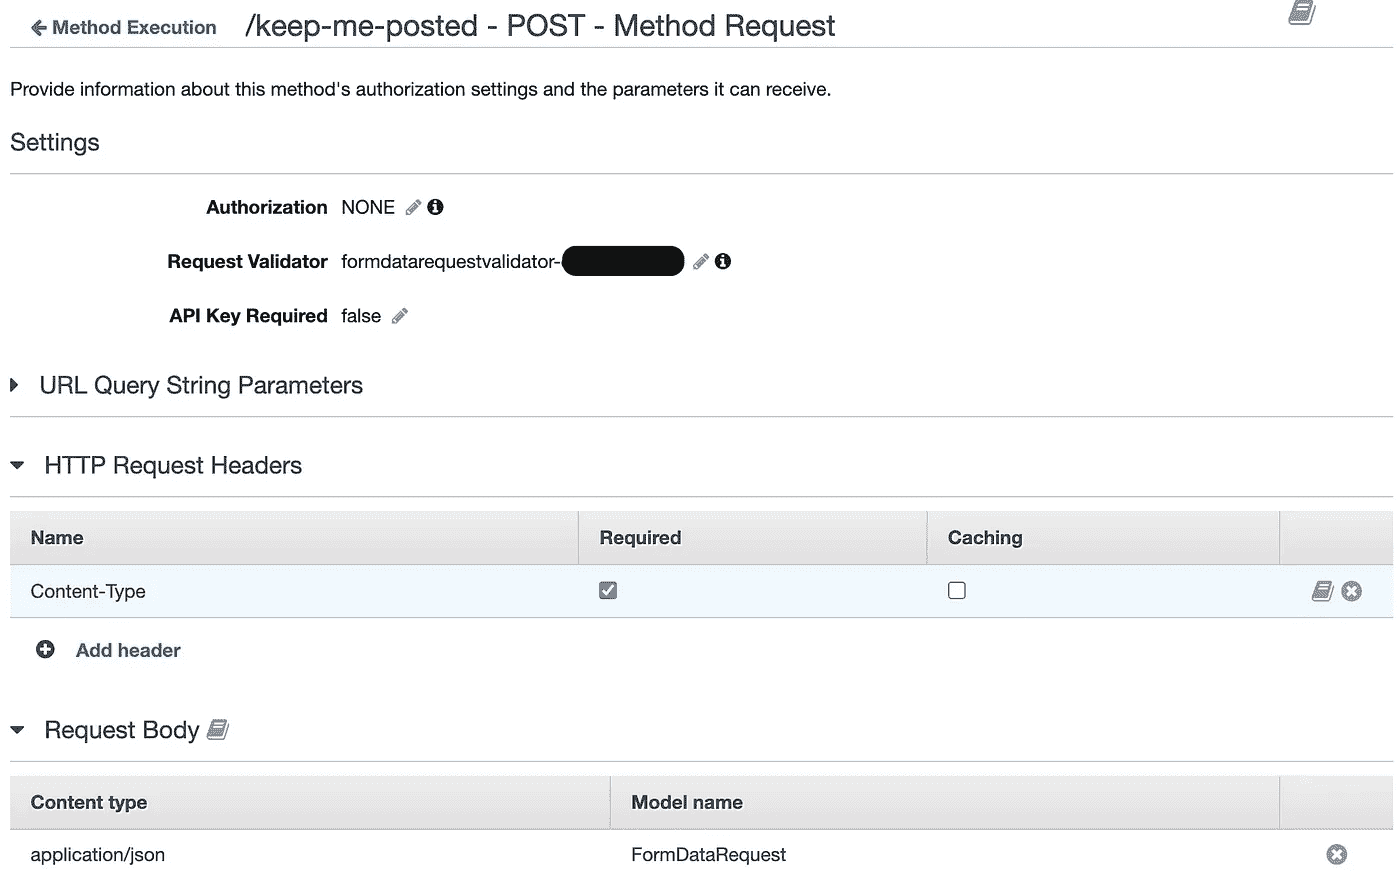 Method Execution /keep-me-posted - POST - Method Request
Provide information about this method's authorization settings and the parameters it can receive.
Settings
Authorization NONE
Request Validator formdatarequestvalidator-
API Key Required false
URL Query String Parameters
HTTP Request Headers
Name Required Caching
Content-Type
Add header
Request Body
Content type Model name
application/json FormDataRequest